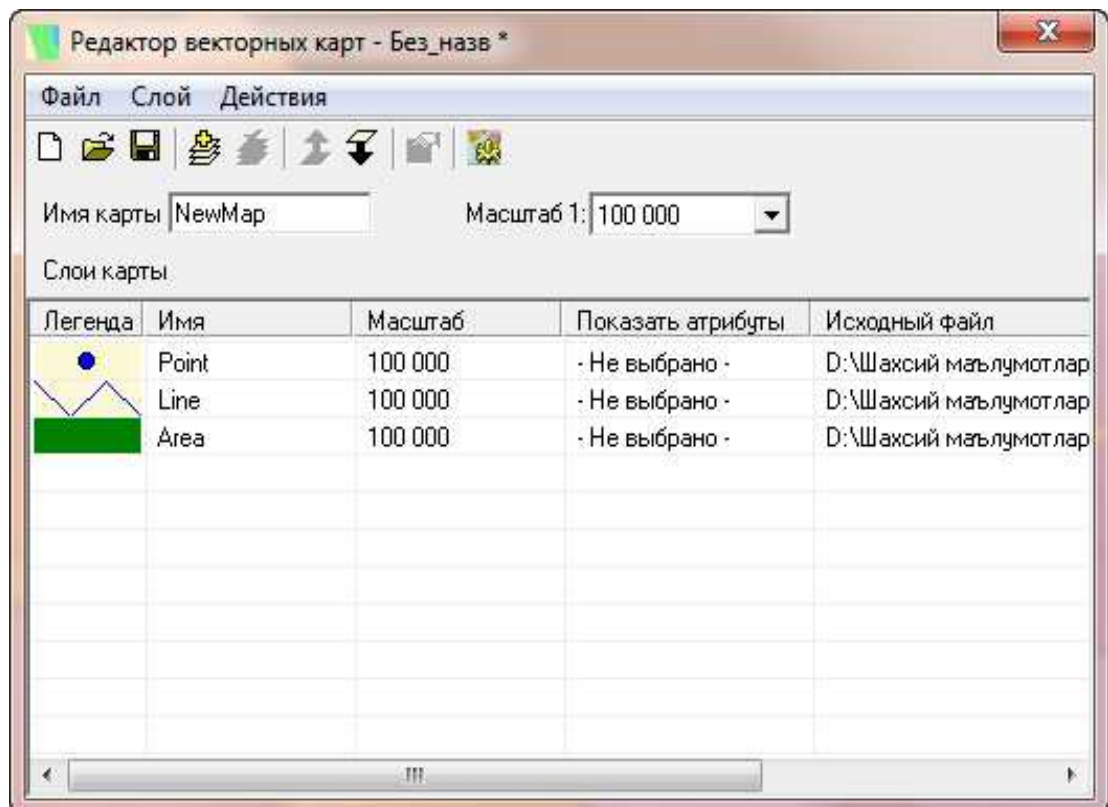 Редактор векторных карт - Без_назв *
Файл Слой Действия
Имя карты NewMap Масштаб 1: 100 000
Слои карты
Легенда Имя Масштаб Показать атрибуты Исходный файл
Point 100 000 - Не выбрано - D:\Шахсий маълумотлар
Line 100 000 - Не выбрано - D:\Шахсий маълумотлар
Area 100 000 - Не выбрано - D:\Шахсий маълумотлар